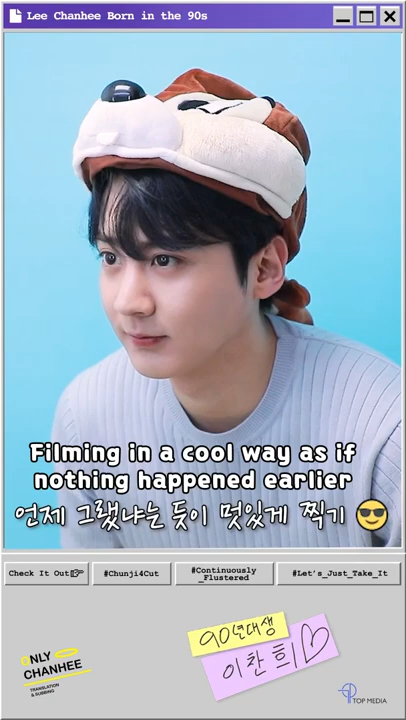 Lee Chanhee Born in the 90s
Filming in a cool way as if
nothing happened earlier
언제 그랬냐는 듯이 멋있게 찍기 😎
Check It Out
#Chunji4Cut
#Continuously
_Flustered
#Let's_Just_Take_It
90년대생
이찬희♡
ONLY
CHANHEE
TRANSLATION
& SUBBING
TOP MEDIA